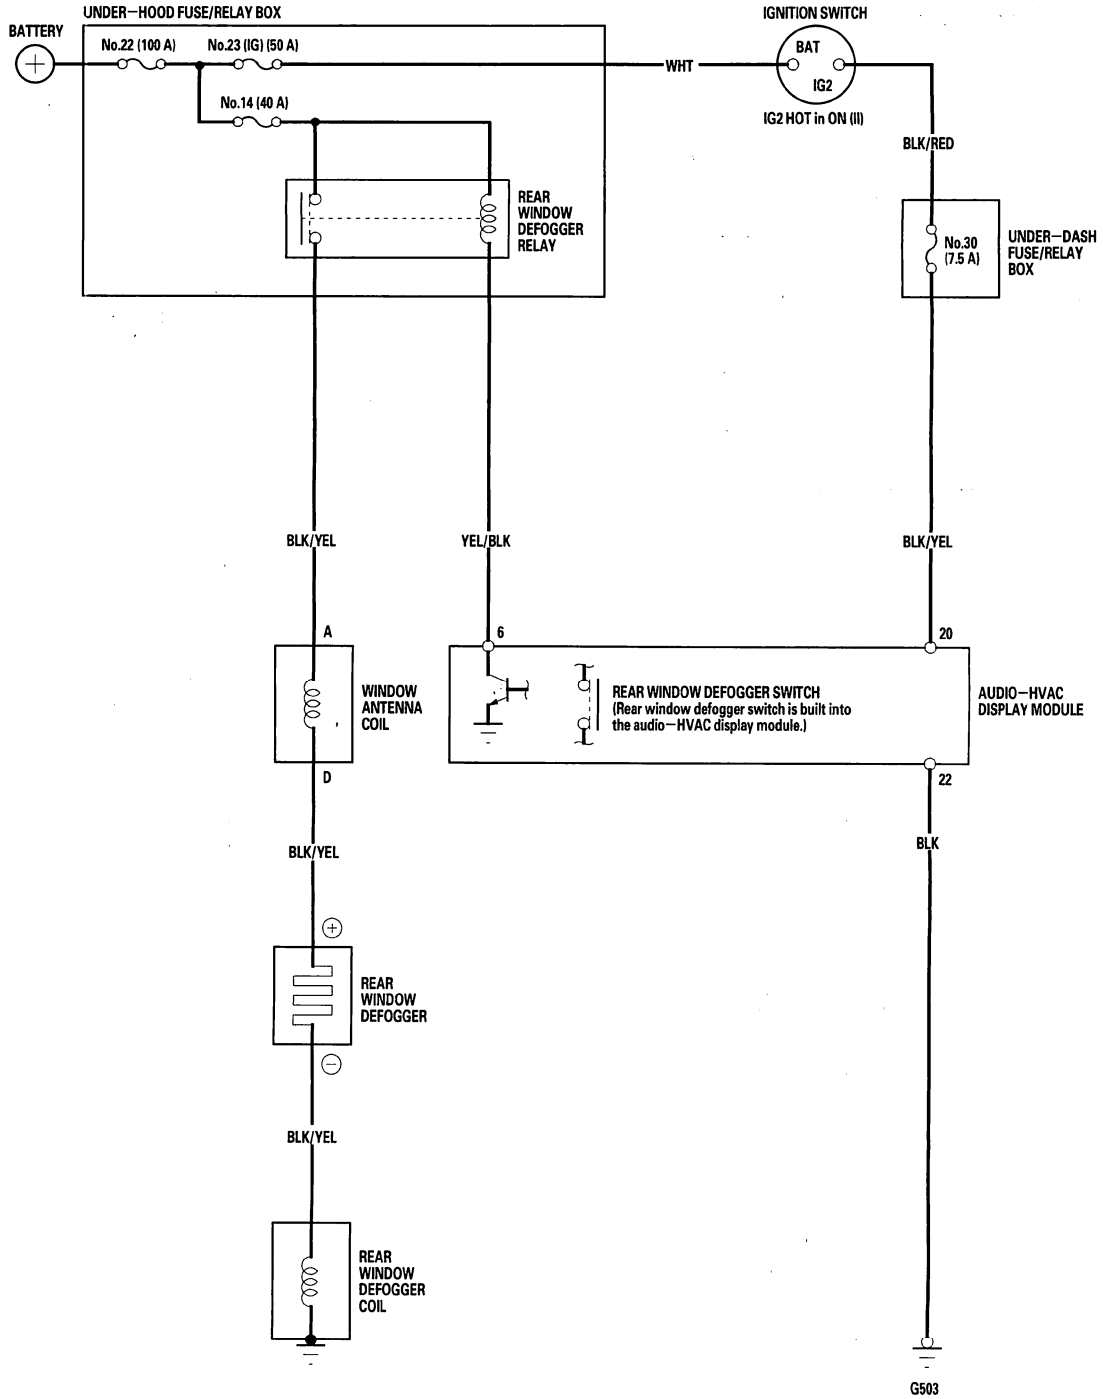 UNDER-HOOD FUSE/RELAY BOX
IGNITION SWITCH
BATTERY
No.22 (100 A)
No.23 (IG) (50 A)
BAT
WHT
IG2
No.14 (40 A)
IG2 HOT in ON (II)
BLK/RED
REAR
WINDOW
DEFOGGER
RELAY
No.30
(7.5 A)
UNDER-DASH
FUSE/RELAY
BOX
BLK/YEL
YEL/BLK
BLK/YEL
A
6
20
WINDOW
ANTENNA
COIL
REAR WINDOW DEFOGGER SWITCH
(Rear window defogger switch is built into
the audio-HVAC display module.)
AUDIO-HVAC
DISPLAY MODULE
D
22
BLK
BLK/YEL
+
REAR
WINDOW
DEFOGGER
−
BLK/YEL
REAR
WINDOW
DEFOGGER
COIL
G503